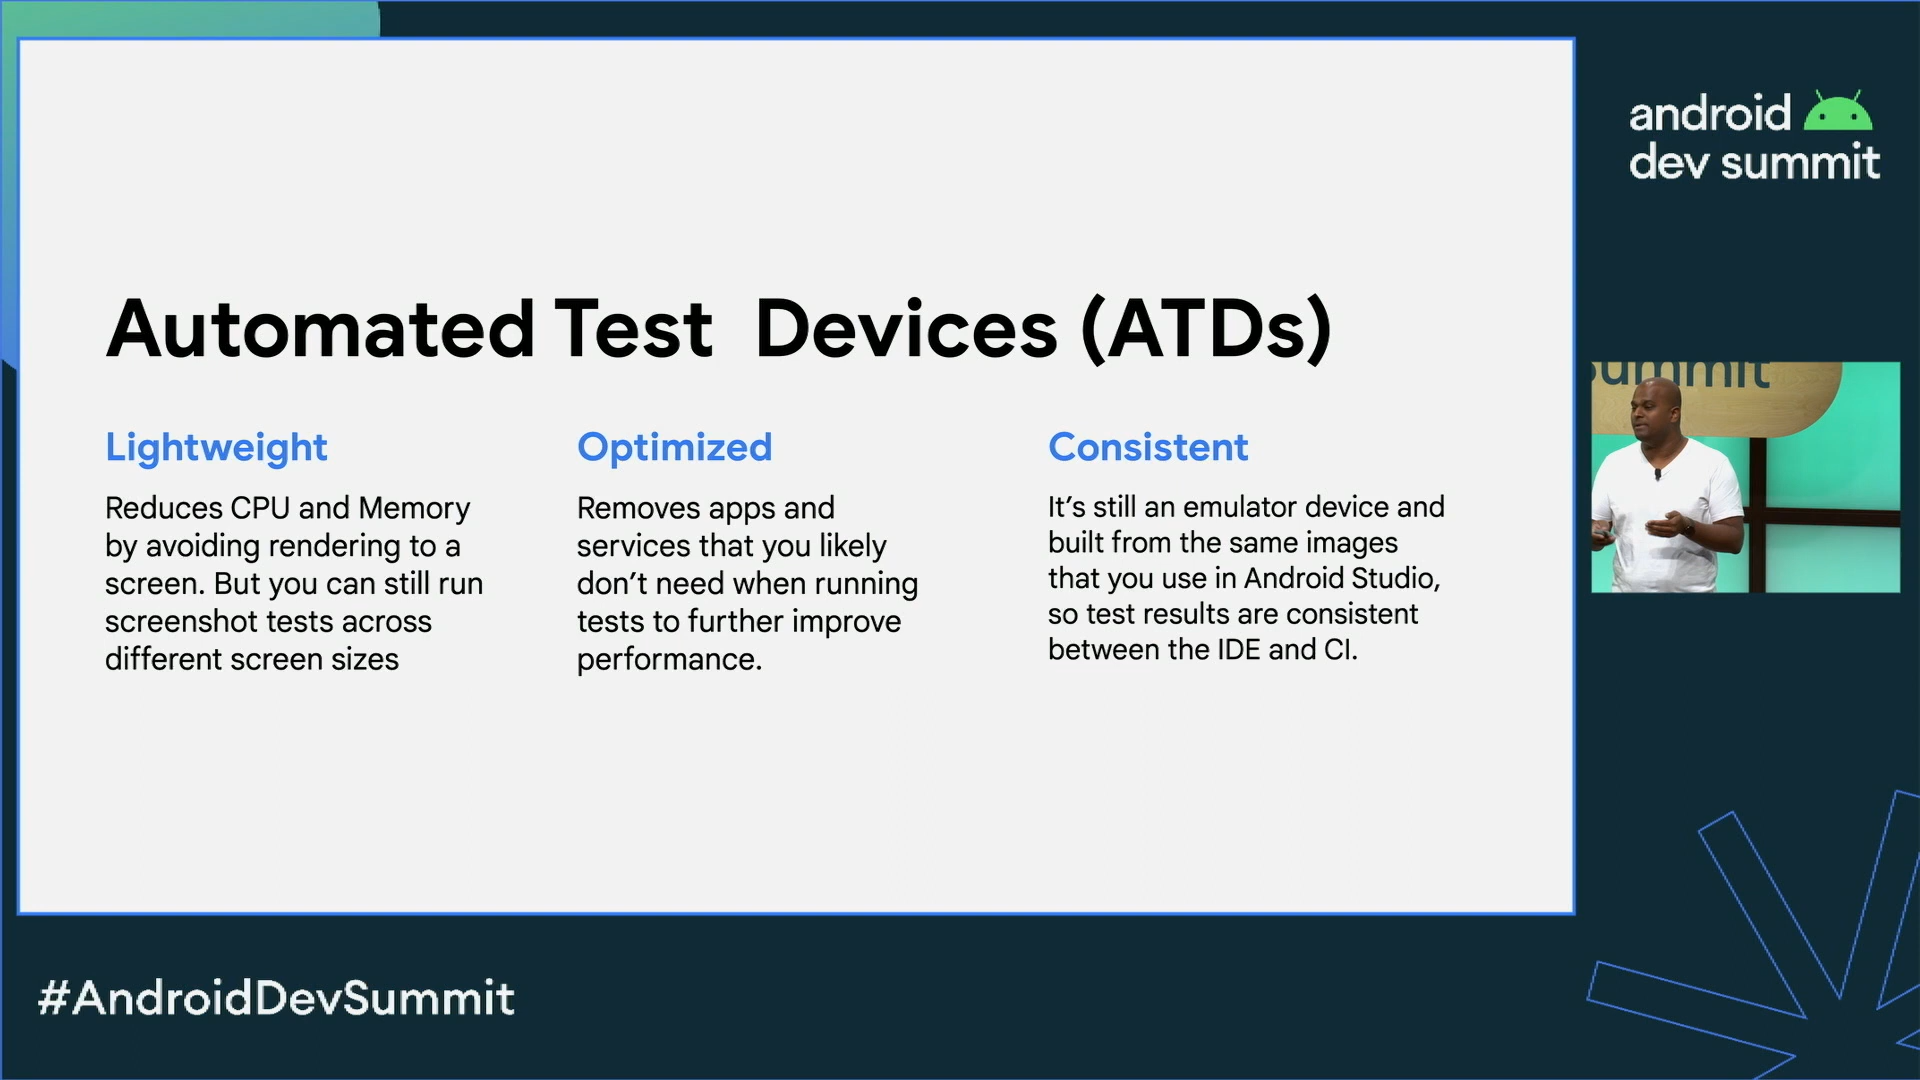 android
dev summit
Automated Test  Devices (ATDs)
Lightweight
Reduces CPU and Memory
by avoiding rendering to a
screen. But you can still run
screenshot tests across
different screen sizes
Optimized
Removes apps and
services that you likely
don’t need when running
tests to further improve
performance.
Consistent
It’s still an emulator device and
built from the same images
that you use in Android Studio,
so test results are consistent
between the IDE and CI.
summit
#AndroidDevSummit